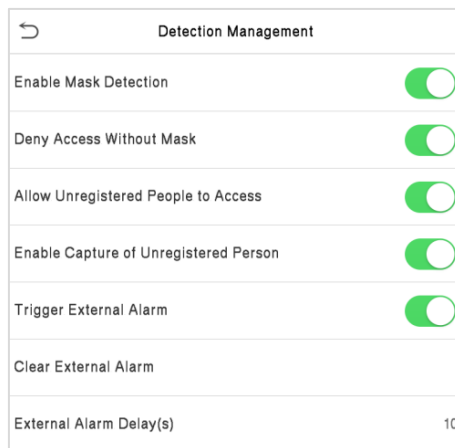 Detection Management
Enable Mask Detection
Deny Access Without Mask
Allow Unregistered People to Access
Enable Capture of Unregistered Person
Trigger External Alarm
Clear External Alarm
External Alarm Delay(s) 10